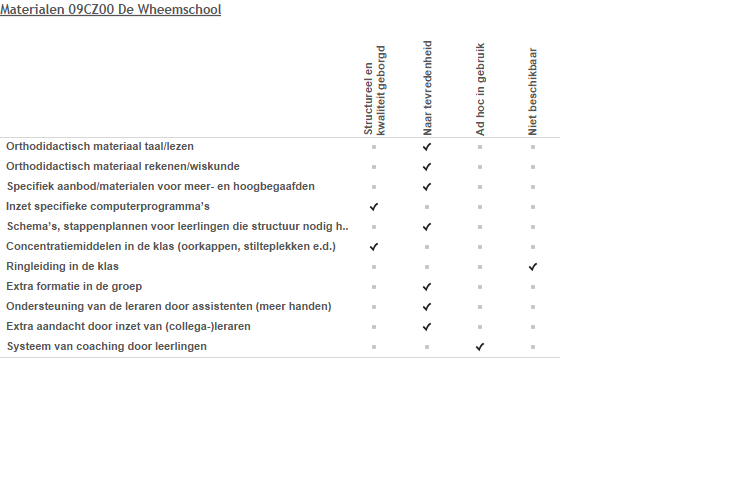 Materialen 09CZ00 De Wheemschool
Structureel en
kwaliteit geborgd
Naar tevredenheid
Ad hoc in gebruik
Niet beschikbaar
Orthodidactisch materiaal taal/lezen
Orthodidactisch materiaal rekenen/wiskunde
Specifiek aanbod/materialen voor meer- en hoogbegaafden
Inzet specifieke computerprogramma's
Schema's, stappenplannen voor leerlingen die structuur nodig h..
Concentratiemiddelen in de klas (oorkappen, stilteplekken e.d.)
Ringleiding in de klas
Extra formatie in de groep
Ondersteuning van de leraren door assistenten (meer handen)
Extra aandacht door inzet van (collega-)leraren
Systeem van coaching door leerlingen